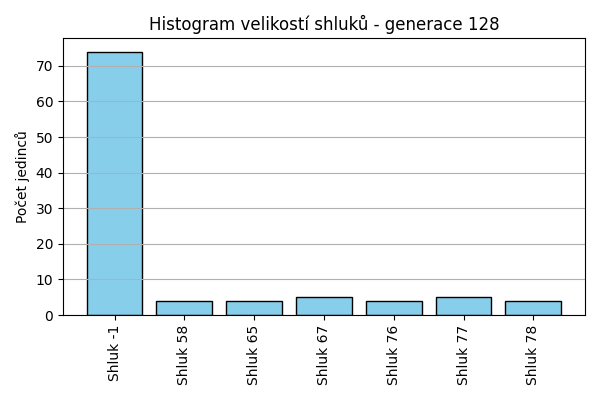 Histogram velikostí shluků - generace 128
Počet jedinců
70
60
50
40
30
20
10
0
Shluk -1
Shluk 58
Shluk 65
Shluk 67
Shluk 76
Shluk 77
Shluk 78